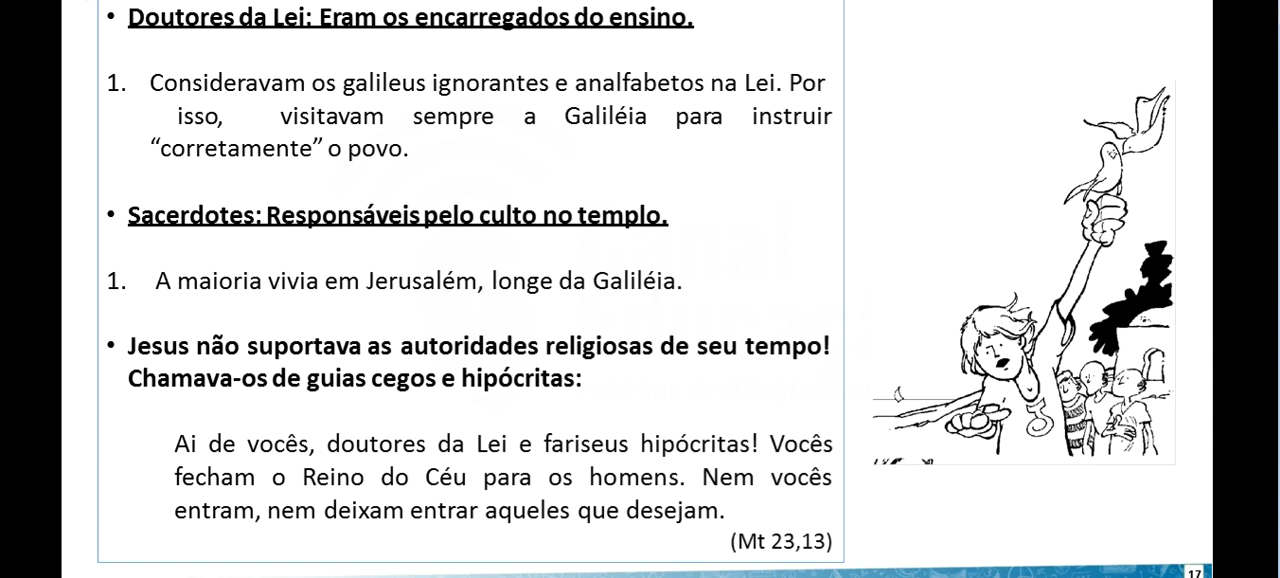 • Doutores da Lei: Eram os encarregados do ensino.
1. Consideravam os galileus ignorantes e analfabetos na Lei. Por
isso, visitavam sempre a Galiléia para instruir
“corretamente” o povo.
• Sacerdotes: Responsáveis pelo culto no templo.
1. A maioria vivia em Jerusalém, longe da Galiléia.
• Jesus não suportava as autoridades religiosas de seu tempo!
Chamava-os de guias cegos e hipócritas:
Ai de vocês, doutores da Lei e fariseus hipócritas! Vocês
fecham o Reino do Céu para os homens. Nem vocês
entram, nem deixam entrar aqueles que desejam.
(Mt 23,13)
17